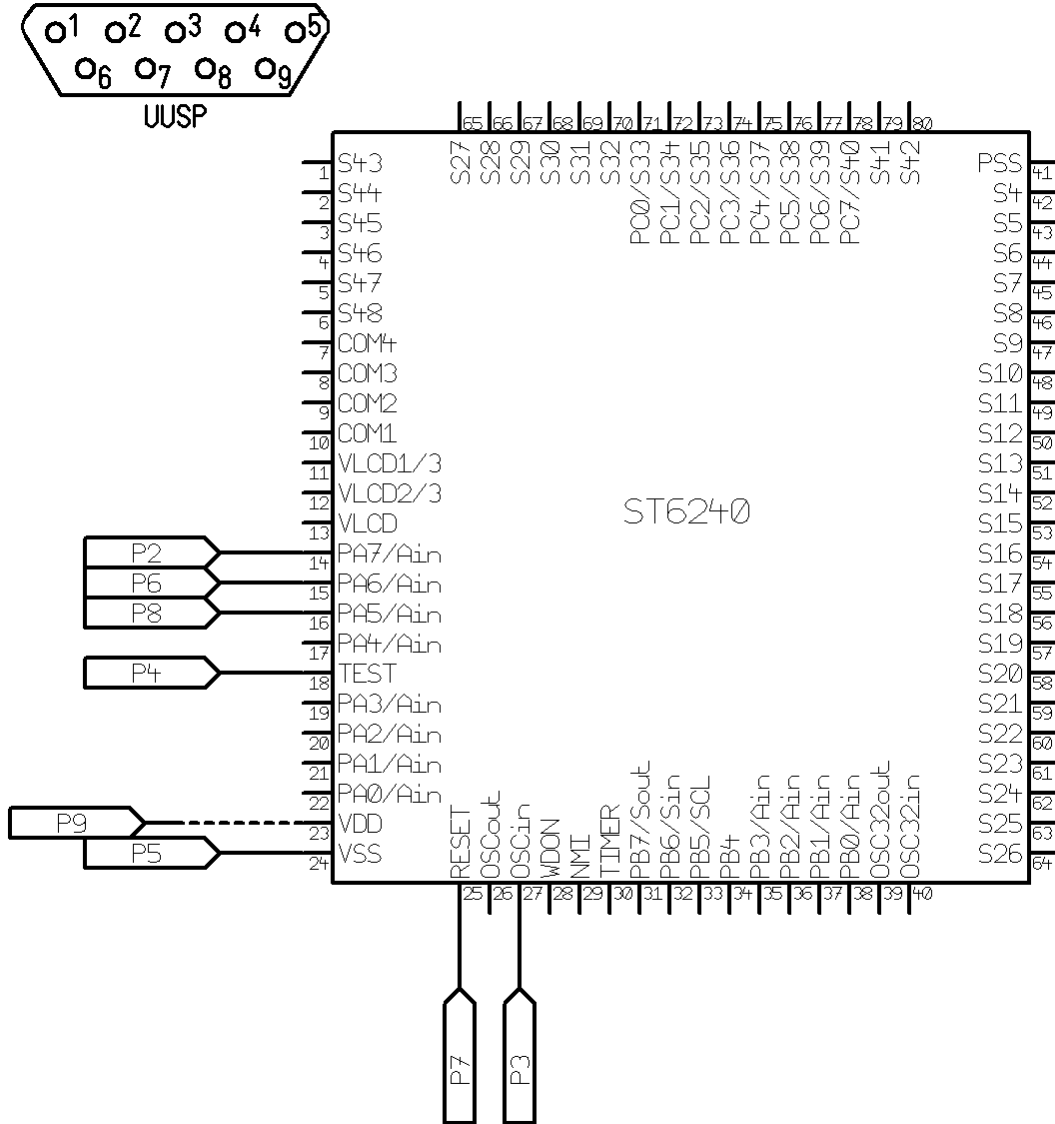 1 2 3 4 5
6 7 8 9
UUSP
65 66 67 68 69 70 71 72 73 74 75 76 77 78 79 80
S27 S28 S29 S30 S31 S32 PC0/S33 PC1/S34 PC2/S35 PC3/S36 PC4/S37 PC5/S38 PC6/S39 PC7/S40 S41 S42
1 S43 PSS 41
2 S44 S4 42
3 S45 S5 43
4 S46 S6 44
5 S47 S7 45
6 S48 S8 46
7 COM4 S9 47
8 COM3 S10 48
9 COM2 S11 49
10 COM1 S12 50
11 VLCD1/3 S13 51
12 VLCD2/3 S14 52
ST6240
13 VLCD S15 53
P2 14 PA7/Ain S16 54
P6 15 PA6/Ain S17 55
P8 16 PA5/Ain S18 56
17 PA4/Ain S19 57
P4 18 TEST S20 58
19 PA3/Ain S21 59
20 PA2/Ain S22 60
21 PA1/Ain S23 61
22 PA0/Ain S24 62
P9 23 VDD S25 63
P5 24 VSS S26 64
RESET OSCout OSCin WDON NMI TIMER PB7/Sout PB6/Sin PB5/SCL PB4 PB3/Ain PB2/Ain PB1/Ain PB0/Ain OSC32out OSC32in
25 26 27 28 29 30 31 32 33 34 35 36 37 38 39 40
P7 P3